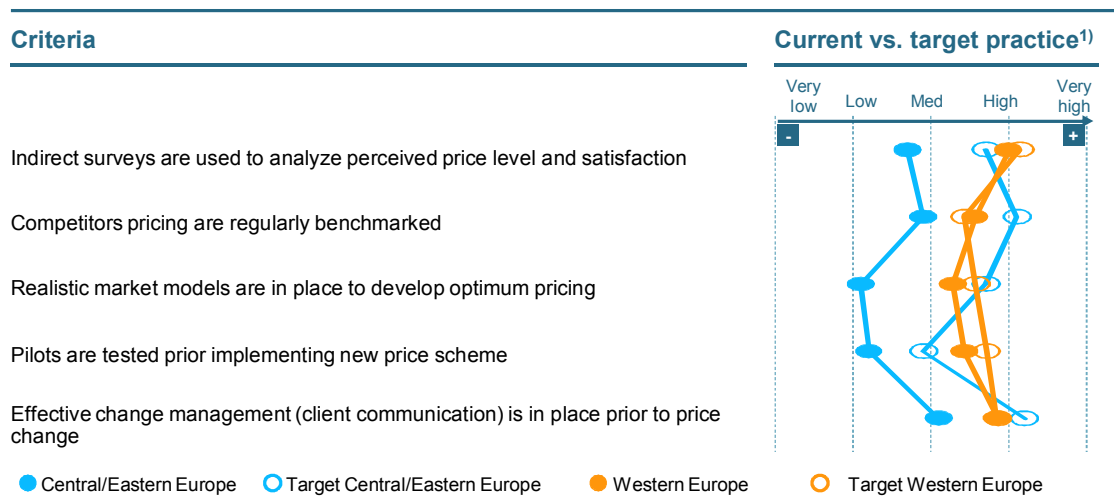 Criteria
Current vs. target practice1)
Very low
Low
Med
High
Very high
-
+
Indirect surveys are used to analyze perceived price level and satisfaction
Competitors pricing are regularly benchmarked
Realistic market models are in place to develop optimum pricing
Pilots are tested prior implementing new price scheme
Effective change management (client communication) is in place prior to price
change
Central/Eastern Europe
Target Central/Eastern Europe
Western Europe
Target Western Europe